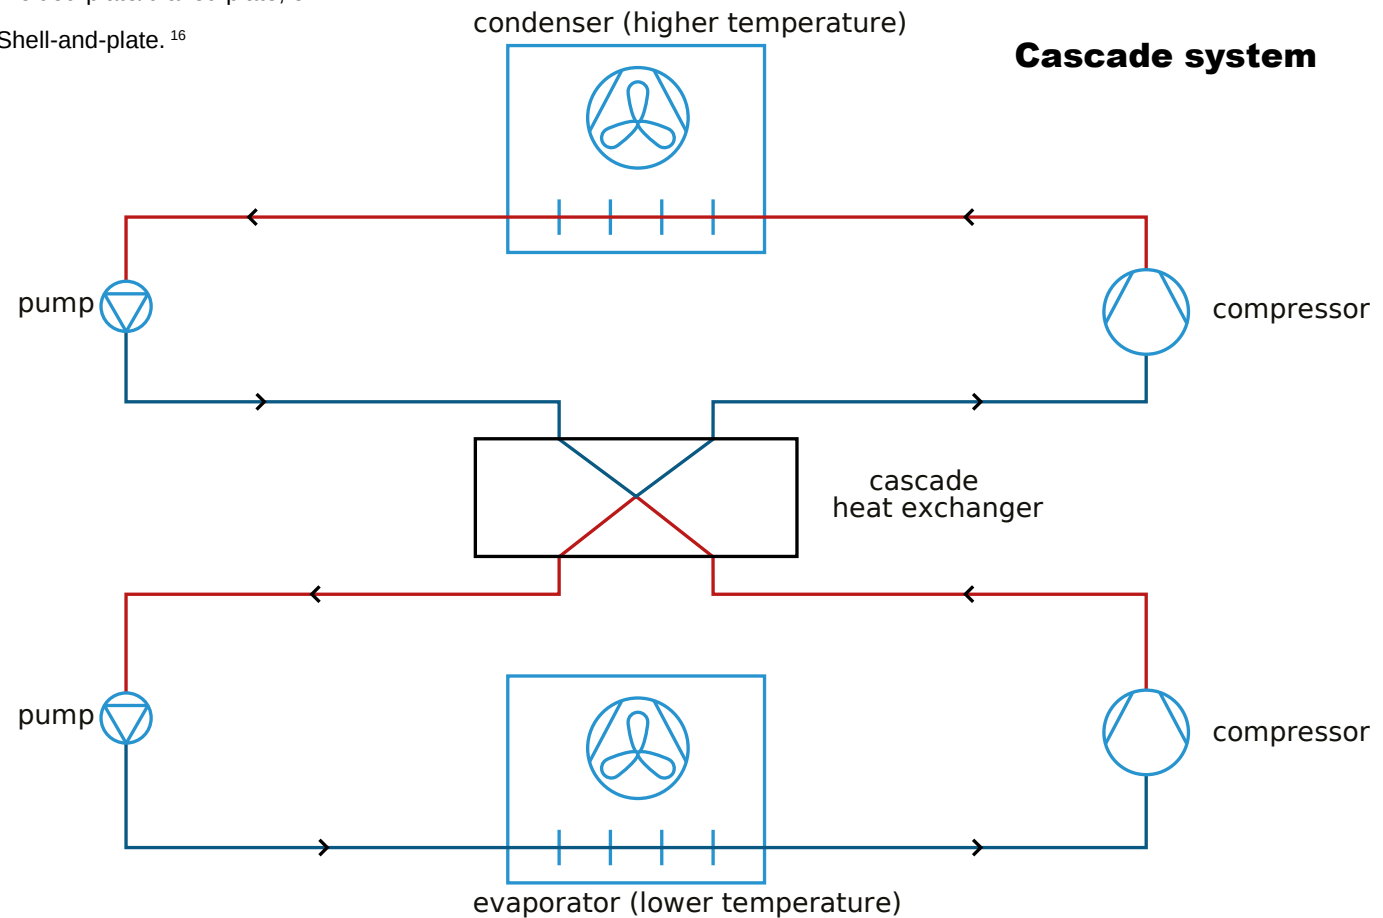 Shell-and-plate. 16
condenser (higher temperature)
Cascade system
pump
compressor
cascade
heat exchanger
pump
compressor
evaporator (lower temperature)